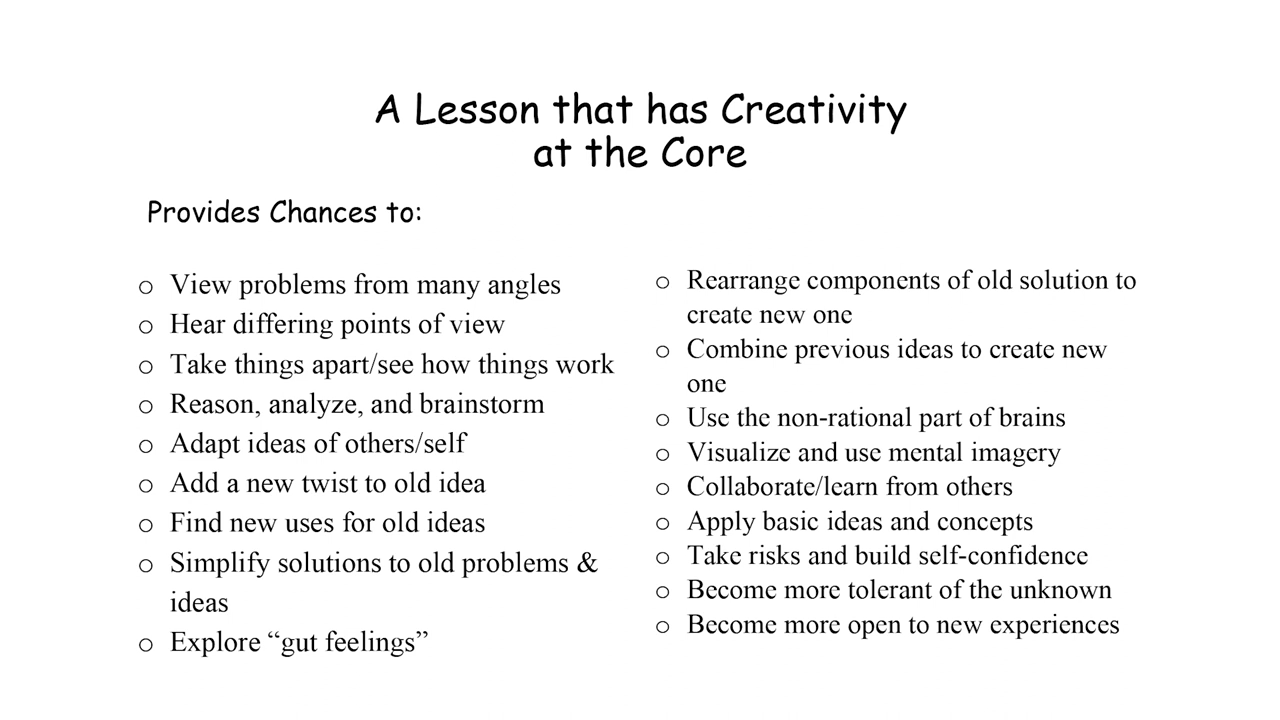 A Lesson that has Creativity
at the Core
Provides Chances to:
o View problems from many angles
o Hear differing points of view
o Take things apart/see how things work
o Reason, analyze, and brainstorm
o Adapt ideas of others/self
o Add a new twist to old idea
o Find new uses for old ideas
o Simplify solutions to old problems &
ideas
o Explore “gut feelings”
o Rearrange components of old solution to
create new one
o Combine previous ideas to create new
one
o Use the non-rational part of brains
o Visualize and use mental imagery
o Collaborate/learn from others
o Apply basic ideas and concepts
o Take risks and build self-confidence
o Become more tolerant of the unknown
o Become more open to new experiences